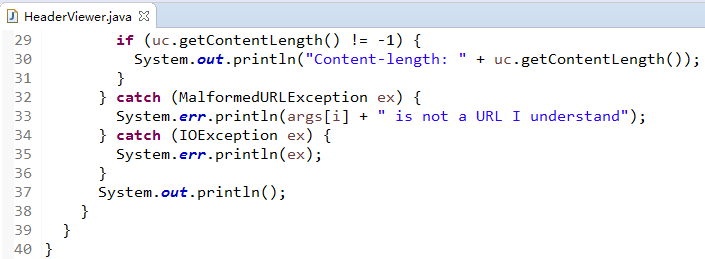 HeaderViewer.java
29         if (uc.getContentLength() != -1) {
30           System.out.println("Content-length: " + uc.getContentLength());
31         }
32       } catch (MalformedURLException ex) {
33         System.err.println(args[i] + " is not a URL I understand");
34       } catch (IOException ex) {
35         System.err.println(ex);
36       }
37       System.out.println();
38     }
39   }
40 }